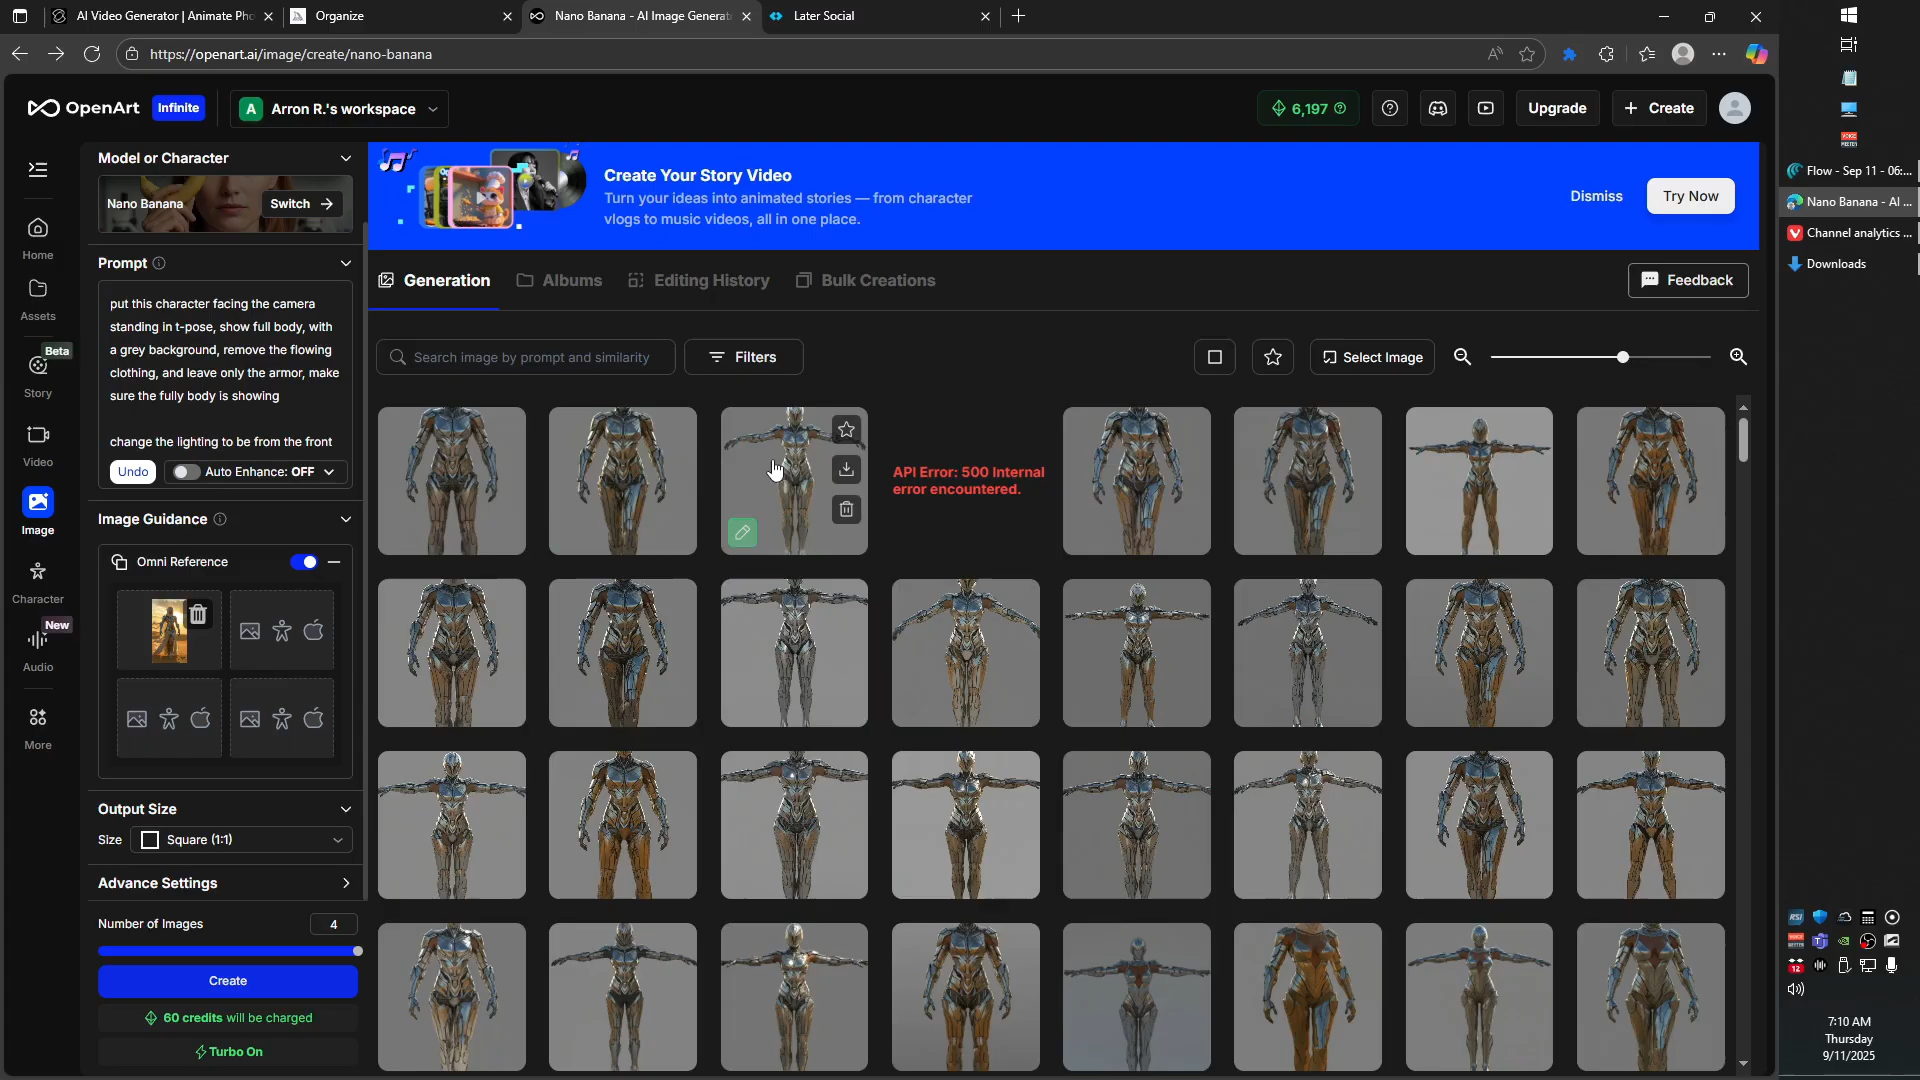 AI Video Generator | Animate Pho
Organize
Nano Banana - AI Image Generat
Later Social
https://openart.ai/image/create/nano-banana
OpenArt
Infinite
A
Arron R.'s workspace
6,197
Upgrade
+ Create
Home
Assets
Beta
Story
Video
Image
Character
New
Audio
More
Model or Character
Nano Banana
Switch
Prompt
put this character facing the camera
standing in t-pose, show full body, with
a grey background, remove the flowing
clothing, and leave only the armor, make
sure the fully body is showing
change the lighting to be from the front
Undo
Auto Enhance: OFF
Image Guidance
Omni Reference
Output Size
Size
Square (1:1)
Advance Settings
Number of Images
4
Create
60 credits will be charged
Turbo On
Create Your Story Video
Turn your ideas into animated stories — from character
vlogs to music videos, all in one place.
Dismiss
Try Now
Generation
Albums
Editing History
Bulk Creations
Feedback
Search image by prompt and similarity
Filters
Select Image
API Error: 500 Internal
error encountered.
Flow - Sep 11 - 06:...
Nano Banana - AI ...
Channel analytics ...
Downloads
RSI
12
7:10 AM
Thursday
9/11/2025